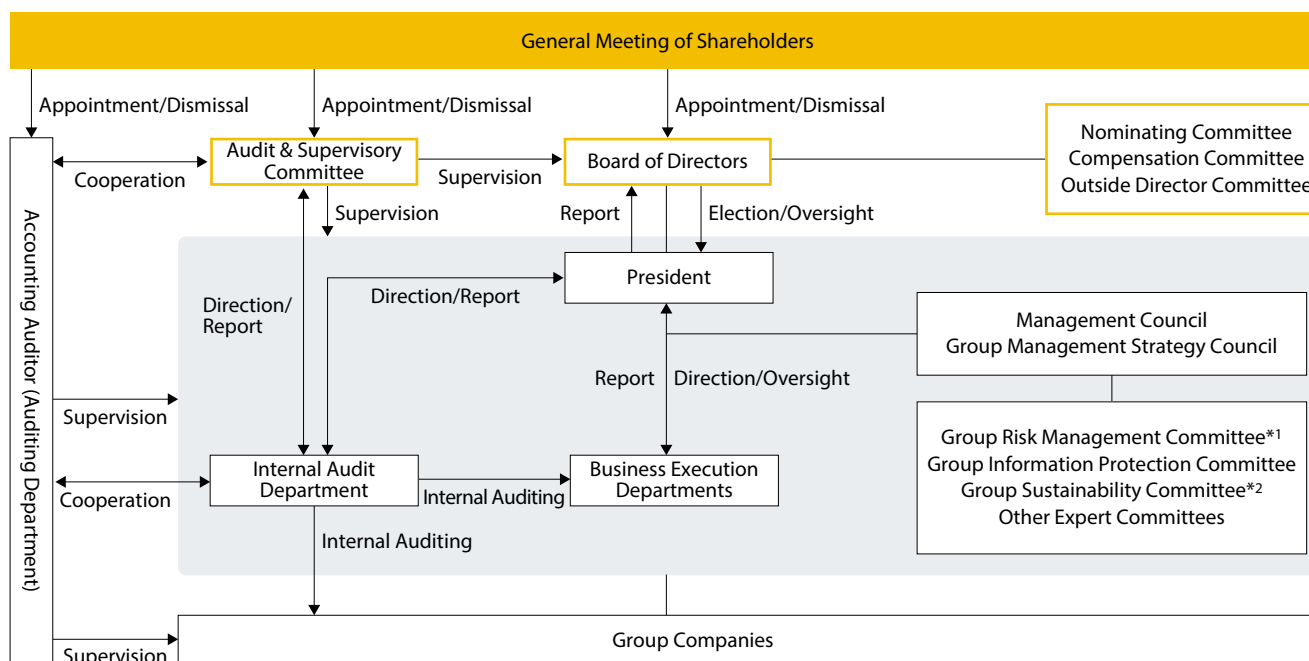 General Meeting of Shareholders
Appointment/Dismissal
Appointment/Dismissal
Appointment/Dismissal
Accounting Auditor (Auditing Department)
Cooperation
Audit & Supervisory
Committee
Supervision
Board of Directors
Nominating Committee
Compensation Committee
Outside Director Committee
Supervision
Report
Election/Oversight
President
Direction/
Report
Direction/Report
Management Council
Group Management Strategy Council
Report
Direction/Oversight
Supervision
Group Risk Management Committee*1
Group Information Protection Committee
Group Sustainability Committee*2
Other Expert Committees
Cooperation
Internal Audit
Department
Internal Auditing
Business Execution
Departments
Internal Auditing
Group Companies
Supervision